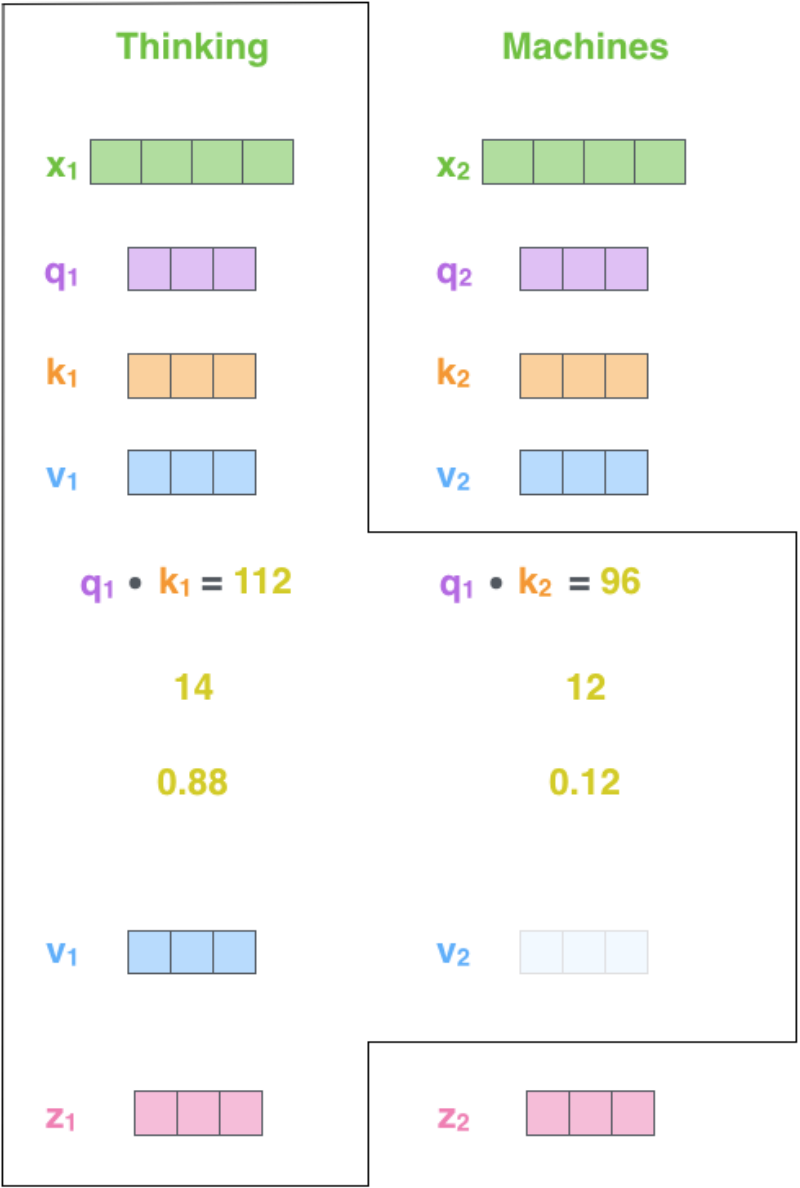 Thinking Machines
x₁ x₂
q₁ q₂
k₁ k₂
v₁ v₂
q₁ • k₁ = 112 q₁ • k₂ = 96
14 12
0.88 0.12
v₁ v₂
z₁ z₂